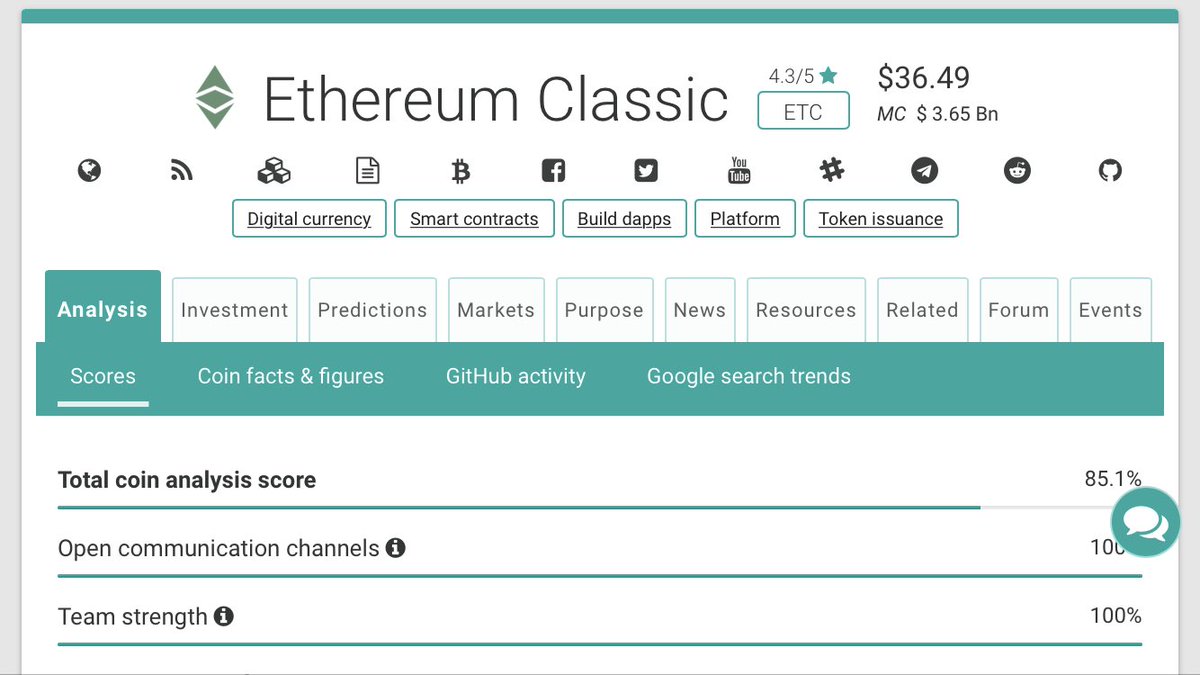 Ethereum Classic
4.3/5
ETC
$36.49
MC $ 3.65 Bn
You
Tube
Digital currency
Smart contracts
Build dapps
Platform
Token issuance
Analysis
Investment
Predictions
Markets
Purpose
News
Resources
Related
Forum
Events
Scores
Coin facts & figures
GitHub activity
Google search trends
Total coin analysis score
85.1%
Open communication channels
Team strength
100%